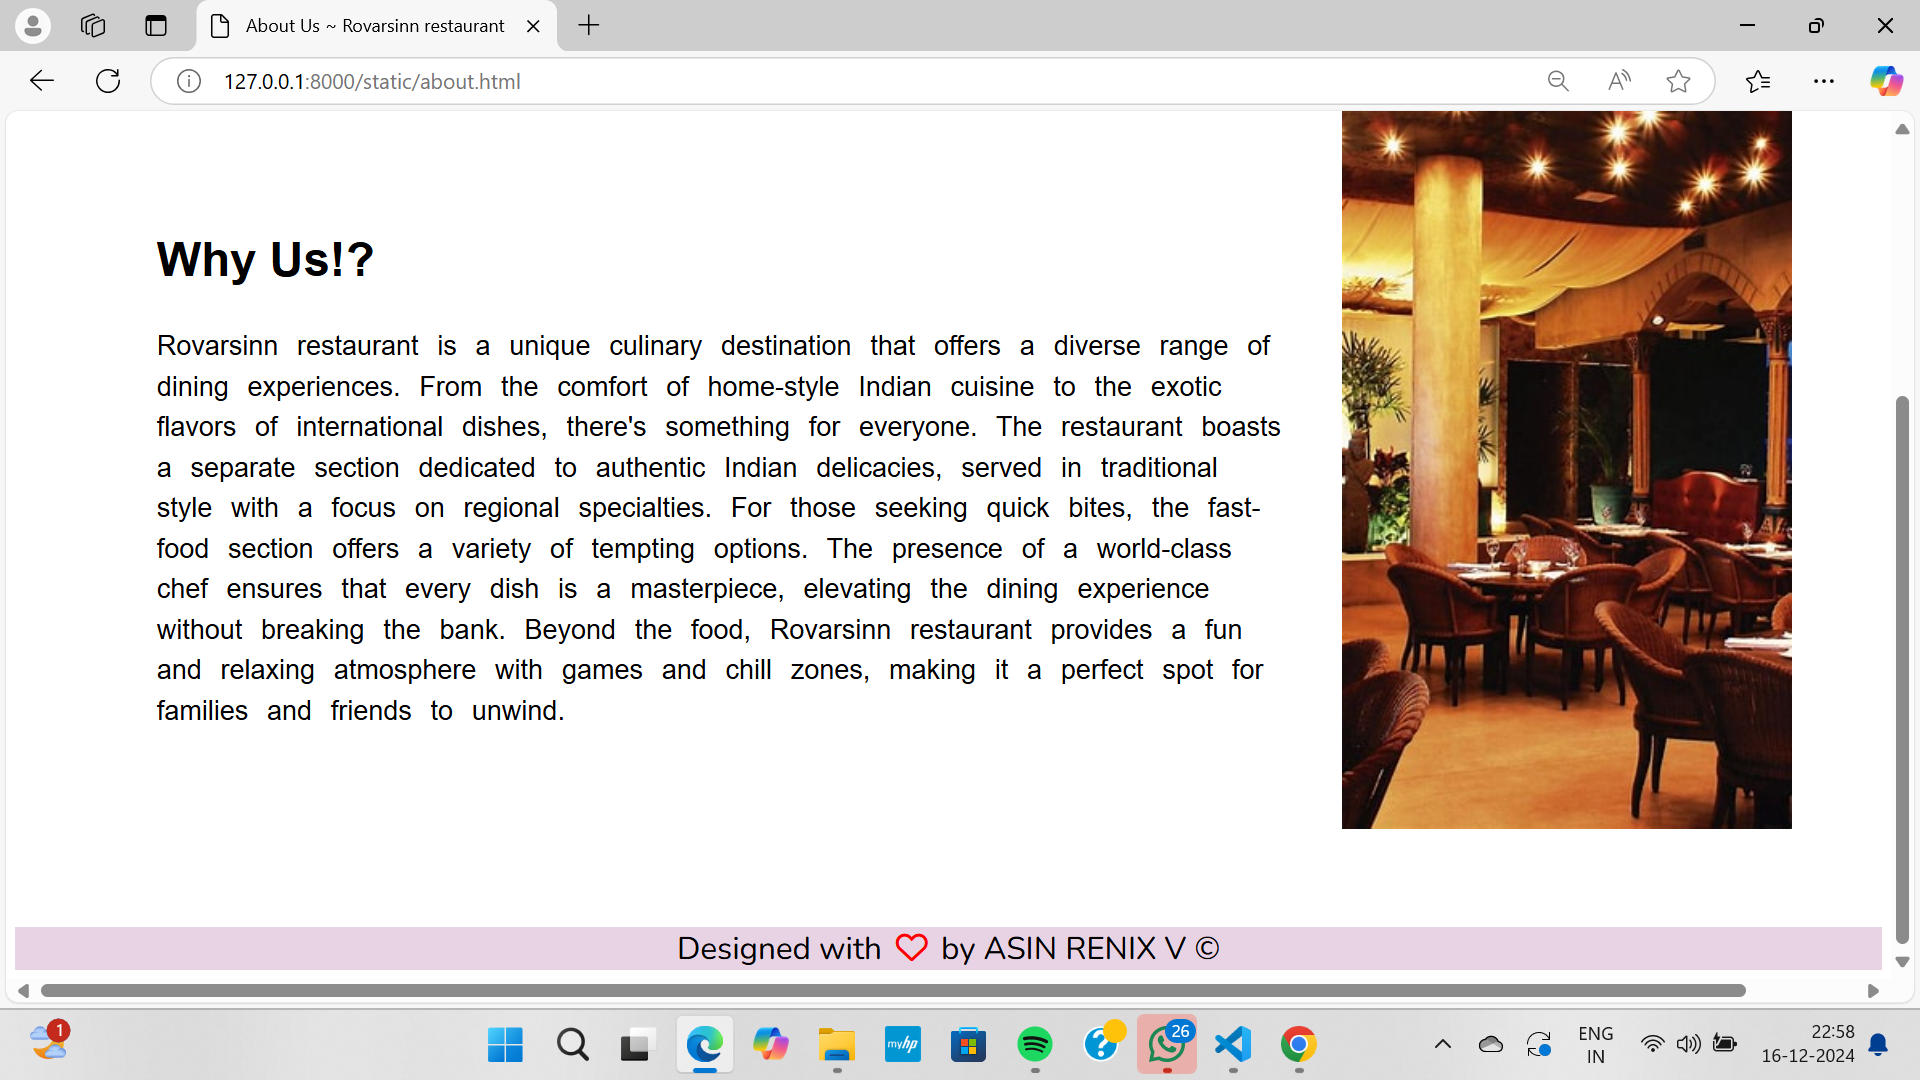 About Us ~ Rovarsinn restaurant
127.0.0.1:8000/static/about.html
Why Us!?
Rovarsinn restaurant is a unique culinary destination that offers a diverse range of
dining experiences. From the comfort of home-style Indian cuisine to the exotic
flavors of international dishes, there's something for everyone. The restaurant boasts
a separate section dedicated to authentic Indian delicacies, served in traditional
style with a focus on regional specialties. For those seeking quick bites, the fast-
food section offers a variety of tempting options. The presence of a world-class
chef ensures that every dish is a masterpiece, elevating the dining experience
without breaking the bank. Beyond the food, Rovarsinn restaurant provides a fun
and relaxing atmosphere with games and chill zones, making it a perfect spot for
families and friends to unwind.
Designed with ♡ by ASIN RENIX V ©
1
myhp
26
ENG
IN
22:58
16-12-2024